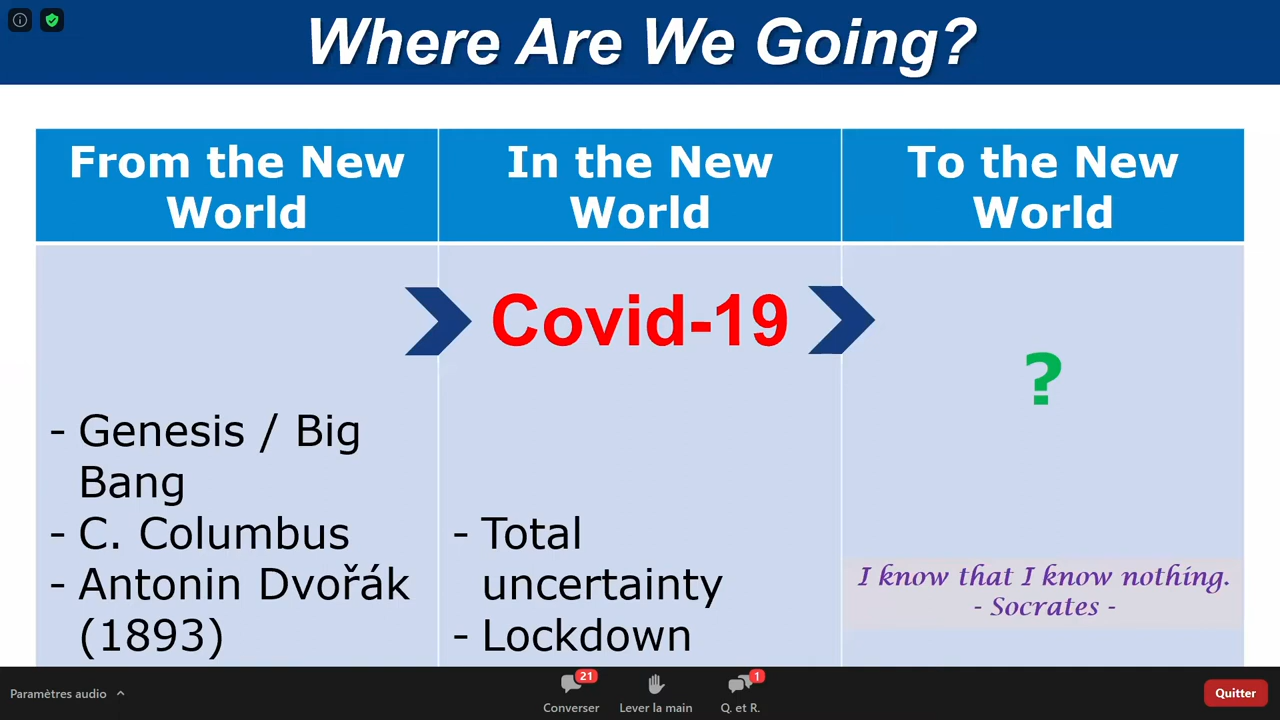 Where Are We Going?
From the New
World
In the New
World
To the New
World
Covid-19
?
- Genesis / Big
Bang
- C. Columbus
- Antonin Dvořák
(1893)
- Total
uncertainty
- Lockdown
I know that I know nothing.
- Socrates -
Paramètres audio
21
Converser
Lever la main
1
Q. et R.
Quitter